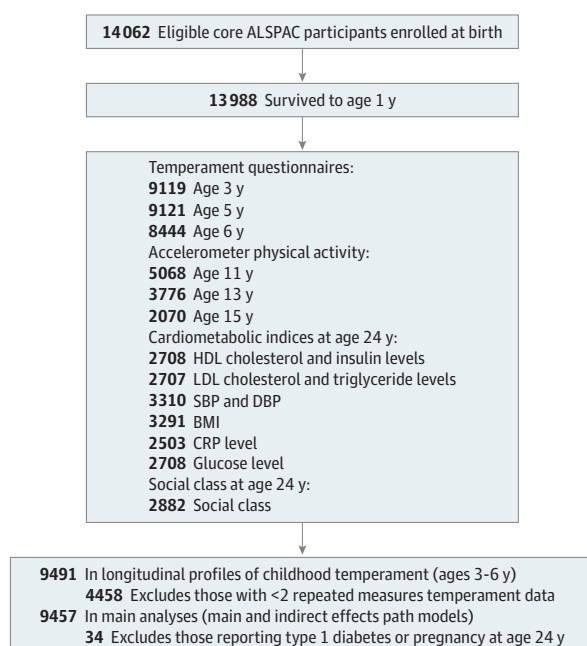 14 062 Eligible core ALSPAC participants enrolled at birth
13 988 Survived to age 1 y
Temperament questionnaires:
9119 Age 3 y
9121 Age 5 y
8444 Age 6 y
Accelerometer physical activity:
5068 Age 11 y
3776 Age 13 y
2070 Age 15 y
Cardiometabolic indices at age 24 y:
2708 HDL cholesterol and insulin levels
2707 LDL cholesterol and triglyceride levels
3310 SBP and DBP
3291 BMI
2503 CRP level
2708 Glucose level
Social class at age 24 y:
2882 Social class
9491 In longitudinal profiles of childhood temperament (ages 3-6 y)
4458 Excludes those with <2 repeated measures temperament data
9457 In main analyses (main and indirect effects path models)
34 Excludes those reporting type 1 diabetes or pregnancy at age 24 y